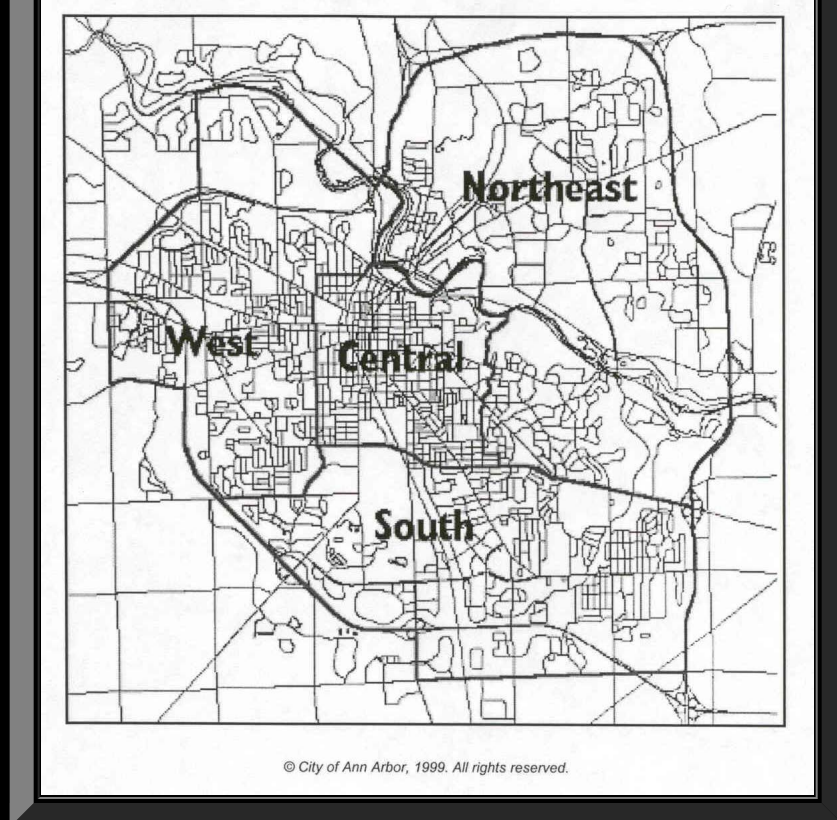 Northeast
West
Central
South
© City of Ann Arbor, 1999. All rights reserved.